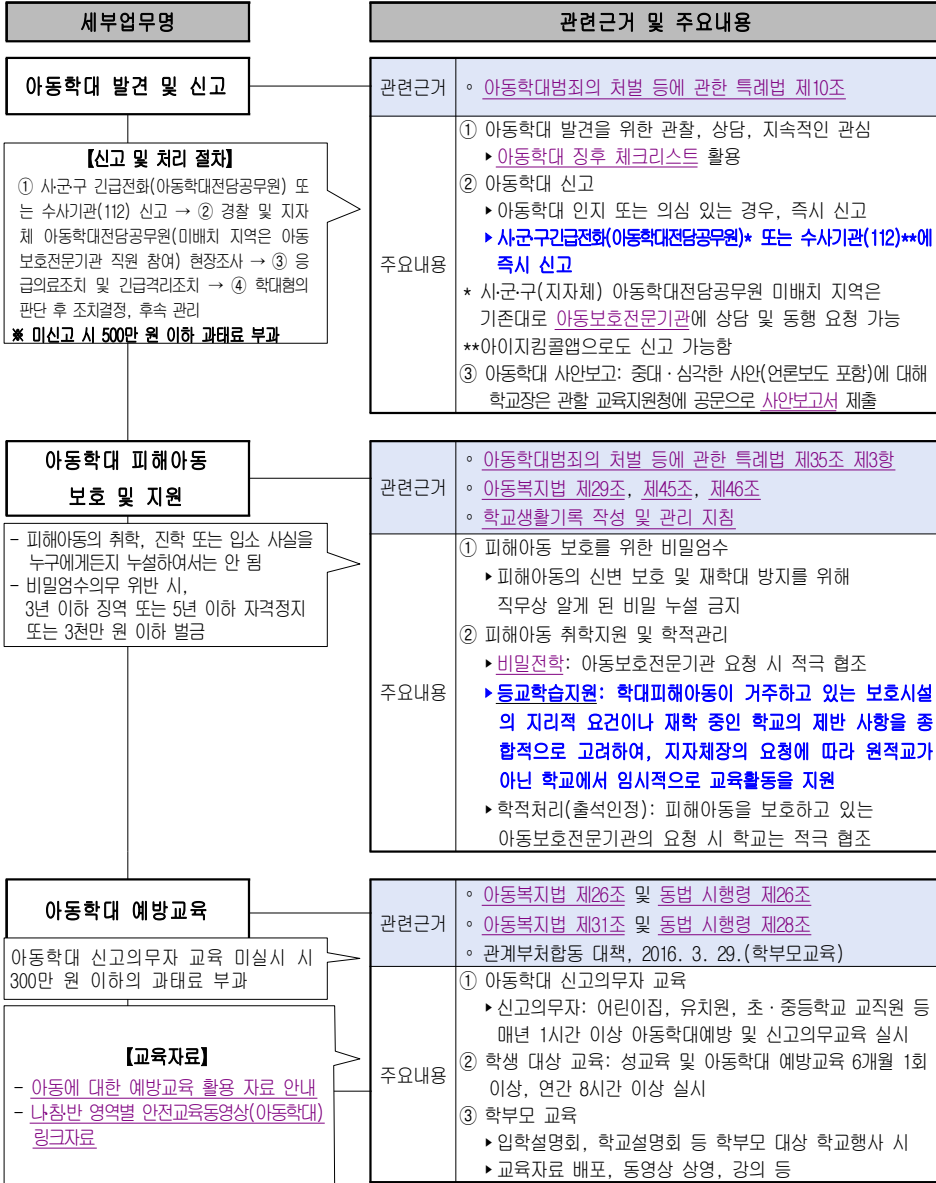 세부업무명
관련근거 및 주요내용
아동학대 발견 및 신고
관련근거
◦ 아동학대범죄의 처벌 등에 관한 특례법 제10조
【신고 및 처리 절차】
① 시·군·구 긴급전화(아동학대전담공무원) 또
는 수사기관(112) 신고 → ② 경찰 및 지자
체 아동학대전담공무원(미배치 지역은 아동
보호전문기관 직원 참여) 현장조사 → ③ 응
급의료조치 및 긴급격리조치 → ④ 학대혐의
판단 후 조치결정, 후속 관리
※ 미신고 시 500만 원 이하 과태료 부과
주요내용
① 아동학대 발견을 위한 관찰, 상담, 지속적인 관심
▸아동학대 징후 체크리스트 활용
② 아동학대 신고
▸아동학대 인지 또는 의심 있는 경우, 즉시 신고
▸시·군·구긴급전화(아동학대전담공무원)* 또는 수사기관(112)**에
즉시 신고
* 시·군·구(지자체) 아동학대전담공무원 미배치 지역은
기존대로 아동보호전문기관에 상담 및 동행 요청 가능
**아이지킴콜앱으로도 신고 가능함
③ 아동학대 사안보고: 중대·심각한 사안(언론보도 포함)에 대해
학교장은 관할 교육지원청에 공문으로 사안보고서 제출
아동학대 피해아동
보호 및 지원
관련근거
◦ 아동학대범죄의 처벌 등에 관한 특례법 제35조 제3항
◦ 아동복지법 제29조, 제45조, 제46조
◦ 학교생활기록 작성 및 관리 지침
- 피해아동의 취학, 진학 또는 입소 사실을
누구에게든지 누설하여서는 안 됨
- 비밀엄수의무 위반 시,
3년 이하 징역 또는 5년 이하 자격정지
또는 3천만 원 이하 벌금
주요내용
① 피해아동 보호를 위한 비밀엄수
▸피해아동의 신변 보호 및 재학대 방지를 위해
직무상 알게 된 비밀 누설 금지
② 피해아동 취학지원 및 학적관리
▸비밀전학: 아동보호전문기관 요청 시 적극 협조
▸등교학습지원: 학대피해아동이 거주하고 있는 보호시설
의 지리적 요건이나 재학 중인 학교의 제반 사항을 종
합적으로 고려하여, 지자체장의 요청에 따라 원적교가
아닌 학교에서 임시적으로 교육활동을 지원
▸학적처리(출석인정): 피해아동을 보호하고 있는
아동보호전문기관의 요청 시 학교는 적극 협조
아동학대 예방교육
관련근거
◦ 아동복지법 제26조 및 동법 시행령 제26조
◦ 아동복지법 제31조 및 동법 시행령 제28조
◦ 관계부처합동 대책, 2016. 3. 29.(학부모교육)
아동학대 신고의무자 교육 미실시 시
300만 원 이하의 과태료 부과
【교육자료】
- 아동에 대한 예방교육 활용 자료 안내
- 나침반 영역별 안전교육동영상(아동학대)
링크자료
주요내용
① 아동학대 신고의무자 교육
▸신고의무자: 어린이집, 유치원, 초·중등학교 교직원 등
매년 1시간 이상 아동학대예방 및 신고의무교육 실시
② 학생 대상 교육: 성교육 및 아동학대 예방교육 6개월 1회
이상, 연간 8시간 이상 실시
③ 학부모 교육
▸입학설명회, 학교설명회 등 학부모 대상 학교행사 시
▸교육자료 배포, 동영상 상영, 강의 등